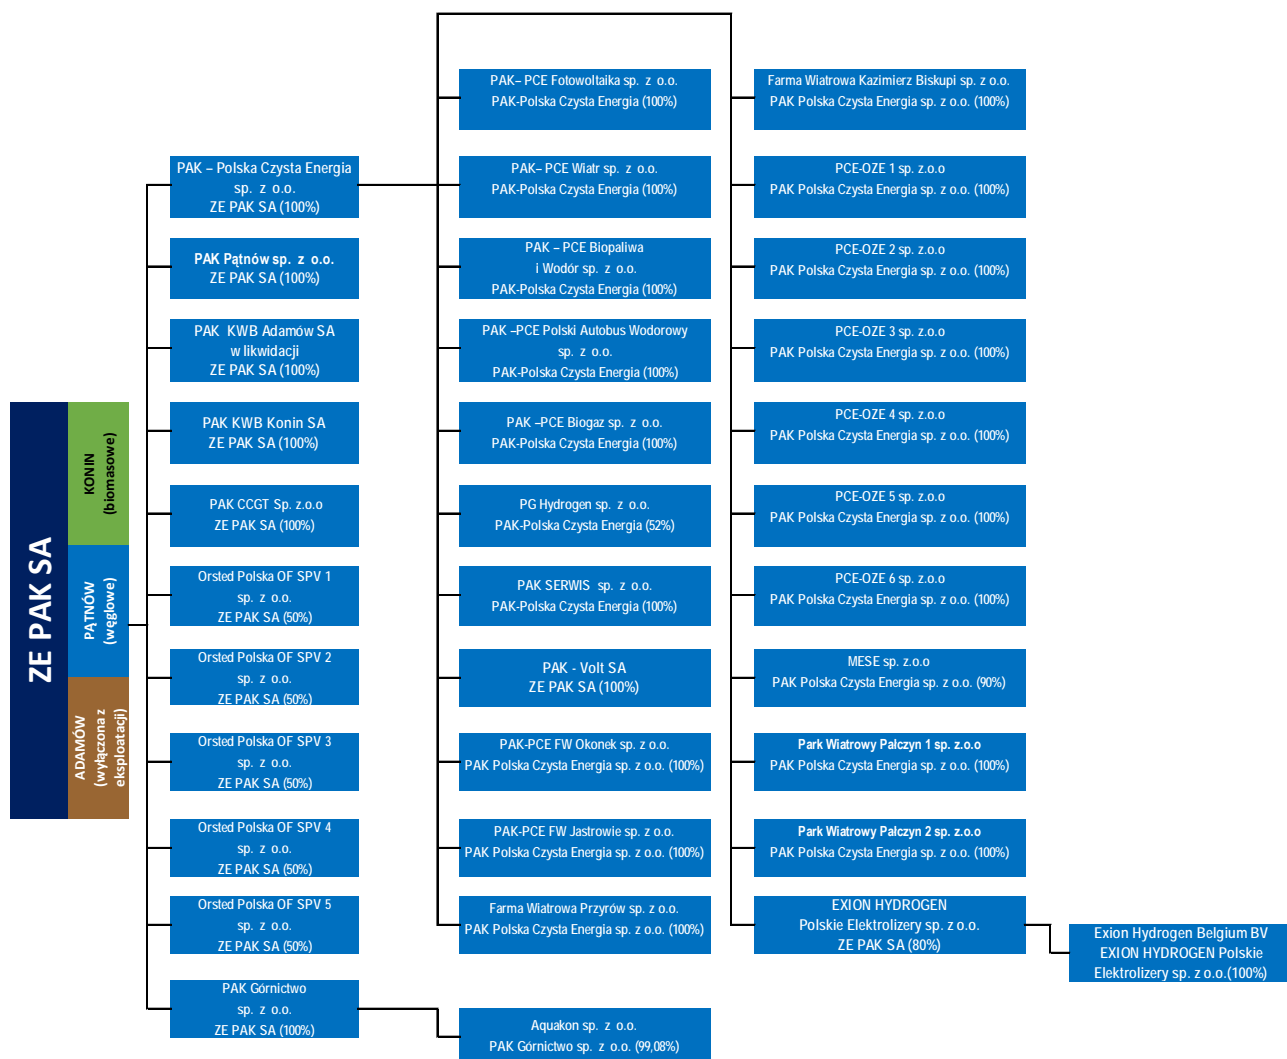 ZE PAK SA
KONIN
(biomasowe)
PĄTNÓW
(węglowe)
ADAMÓW
(wyłączona z
eksploatacji)
PAK – Polska Czysta Energia
sp. z o.o.
ZE PAK SA (100%)
PAK Pątnów sp. z o.o.
ZE PAK SA (100%)
PAK KWB Adamów SA
w likwidacji
ZE PAK SA (100%)
PAK KWB Konin SA
ZE PAK SA (100%)
PAK CCGT Sp. z.o.o
ZE PAK SA (100%)
Orsted Polska OF SPV 1
sp. z o.o.
ZE PAK SA (50%)
Orsted Polska OF SPV 2
sp. z o.o.
ZE PAK SA (50%)
Orsted Polska OF SPV 3
sp. z o.o.
ZE PAK SA (50%)
Orsted Polska OF SPV 4
sp. z o.o.
ZE PAK SA (50%)
Orsted Polska OF SPV 5
sp. z o.o.
ZE PAK SA (50%)
PAK Górnictwo
sp. z o.o.
ZE PAK SA (100%)
PAK– PCE Fotowoltaika sp. z o.o.
PAK-Polska Czysta Energia (100%)
PAK– PCE Wiatr sp. z o.o.
PAK-Polska Czysta Energia (100%)
PAK – PCE Biopaliwa
i Wodór sp. z o.o.
PAK-Polska Czysta Energia (100%)
PAK –PCE Polski Autobus Wodorowy
sp. z o.o.
PAK-Polska Czysta Energia (100%)
PAK –PCE Biogaz sp. z o.o.
PAK-Polska Czysta Energia (100%)
PG Hydrogen sp. z o.o.
PAK-Polska Czysta Energia (52%)
PAK SERWIS sp. z o.o.
PAK-Polska Czysta Energia (100%)
PAK - Volt SA
ZE PAK SA (100%)
PAK-PCE FW Okonek sp. z o.o.
PAK Polska Czysta Energia sp. z o.o. (100%)
PAK-PCE FW Jastrowie sp. z o.o.
PAK Polska Czysta Energia sp. z o.o. (100%)
Farma Wiatrowa Przyrów sp. z o.o.
PAK Polska Czysta Energia sp. z o.o. (100%)
Aquakon sp. z o.o.
PAK Górnictwo sp. z o.o. (99,08%)
Farma Wiatrowa Kazimierz Biskupi sp. z o.o.
PAK Polska Czysta Energia sp. z o.o. (100%)
PCE-OZE 1 sp. z.o.o
PAK Polska Czysta Energia sp. z o.o. (100%)
PCE-OZE 2 sp. z.o.o
PAK Polska Czysta Energia sp. z o.o. (100%)
PCE-OZE 3 sp. z.o.o
PAK Polska Czysta Energia sp. z o.o. (100%)
PCE-OZE 4 sp. z.o.o
PAK Polska Czysta Energia sp. z o.o. (100%)
PCE-OZE 5 sp. z.o.o
PAK Polska Czysta Energia sp. z o.o. (100%)
PCE-OZE 6 sp. z.o.o
PAK Polska Czysta Energia sp. z o.o. (100%)
MESE sp. z.o.o
PAK Polska Czysta Energia sp. z o.o. (90%)
Park Wiatrowy Pałczyn 1 sp. z.o.o
PAK Polska Czysta Energia sp. z o.o. (100%)
Park Wiatrowy Pałczyn 2 sp. z.o.o
PAK Polska Czysta Energia sp. z o.o. (100%)
EXION HYDROGEN
Polskie Elektrolizery sp. z o.o.
ZE PAK SA (80%)
Exion Hydrogen Belgium BV
EXION HYDROGEN Polskie
Elektrolizery sp. z o.o.(100%)